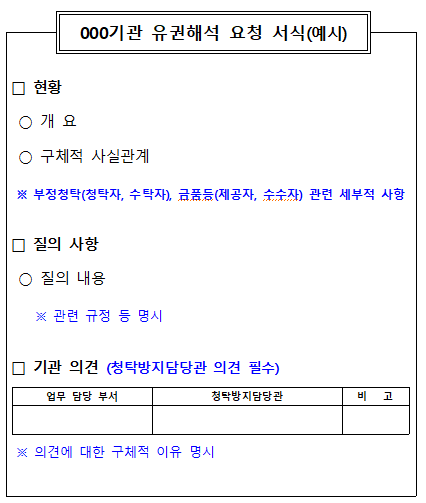 000기관 유권해석 요청 서식(예시)
□ 현황
○ 개 요
○ 구체적 사실관계
※ 부정청탁(청탁자, 수탁자), 금품등(제공자, 수수자) 관련 세부적 사항
□ 질의 사항
○ 질의 내용
※ 관련 규정 등 명시
□ 기관 의견 (청탁방지담당관 의견 필수)
업무 담당 부서 청탁방지담당관 비 고
※ 의견에 대한 구체적 이유 명시